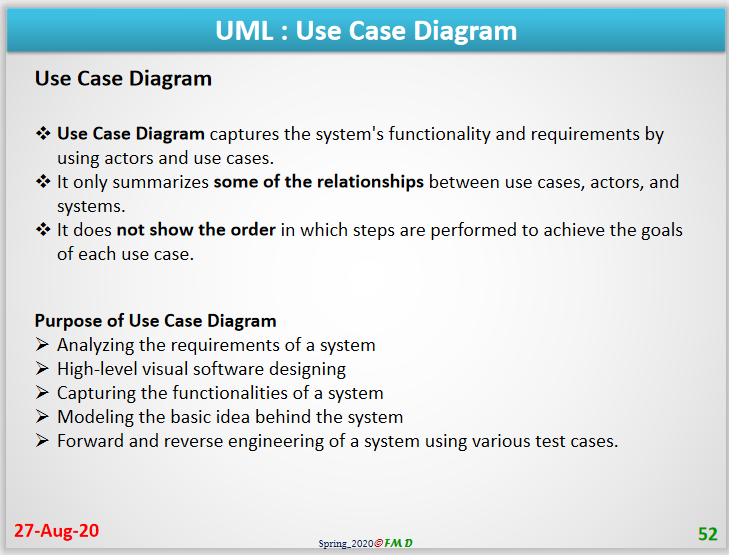 UML : Use Case Diagram
Use Case Diagram
❖ Use Case Diagram captures the system's functionality and requirements by
using actors and use cases.
❖ It only summarizes some of the relationships between use cases, actors, and
systems.
❖ It does not show the order in which steps are performed to achieve the goals
of each use case.
Purpose of Use Case Diagram
➢ Analyzing the requirements of a system
➢ High-level visual software designing
➢ Capturing the functionalities of a system
➢ Modeling the basic idea behind the system
➢ Forward and reverse engineering of a system using various test cases.
27-Aug-20
Spring_2020@FMD
52